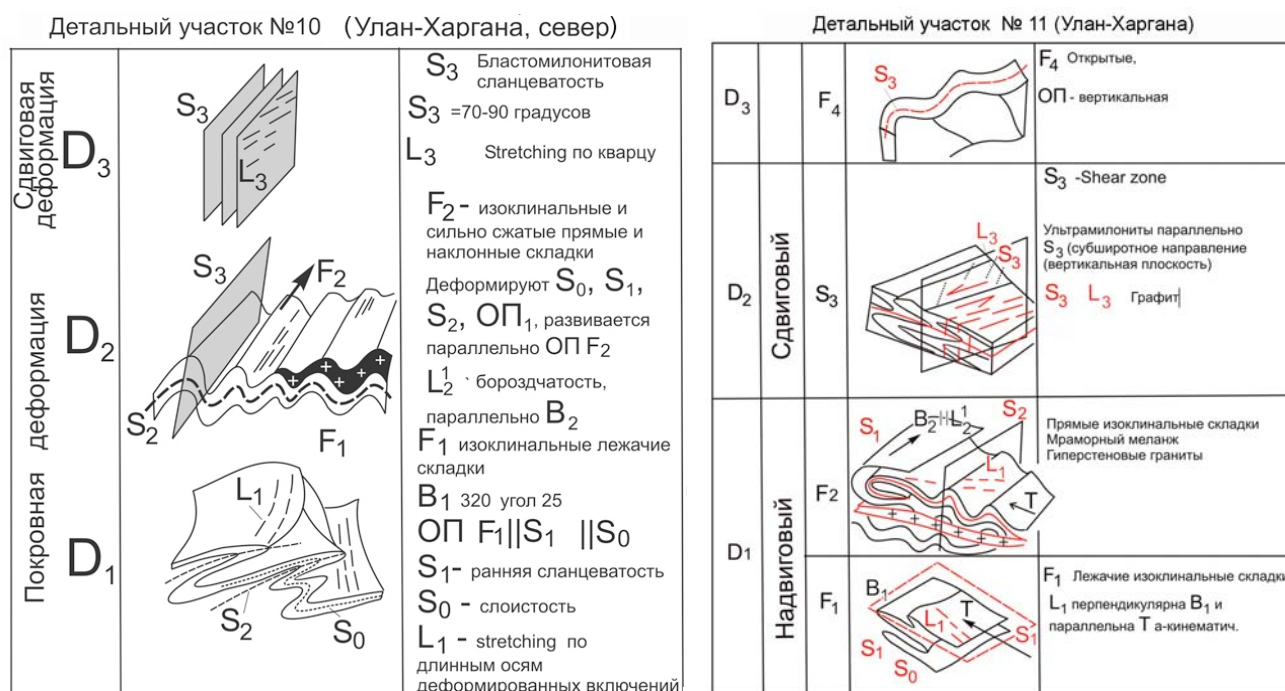 Детальный участок №10 (Улан-Харгана, север)
Сдвиговая
деформация
D3
S3
L3
S3 Бластомилонитовая
сланцеватость
S3 =70-90 градусов
L3 Stretching по кварцу
Покровная деформация
D2
S3
F2
S2
F1
F2 - изоклинальные и
сильно сжатые прямые и
наклонные складки
Деформируют S0, S1,
S2, ОП1, развивается
параллельно ОП F2
L12 ` бороздчатость,
параллельно B2
D1
L1
S2
S0
F1 изоклинальные лежачие
складки
B1 320 угол 25
ОП F1||S1 ||S0
S1- ранняя сланцеватость
S0 - слоистость
L1 - stretching по
длинным осям
деформированных включений
Детальный участок № 11 (Улан-Харгана)
D3
F4
S3
F4 Открытые,
ОП - вертикальная
Сдвиговый
D2
S3
L3
S3
S3 -Shear zone
Ультрамилониты параллельно
S3 (субширотное направление
(вертикальная плоскость)
S3 L3 Графит
Надвиговый
D1
F2
S1
B2||L12
S2
L1
T
Прямые изоклинальные складки
Мраморный меланж
Гиперстеновые граниты
F1
B1
T
L1
S1
S1
S0
F1 Лежачие изоклинальные складки
L1 перпендикулярна B1 и
параллельна T а-кинематич.